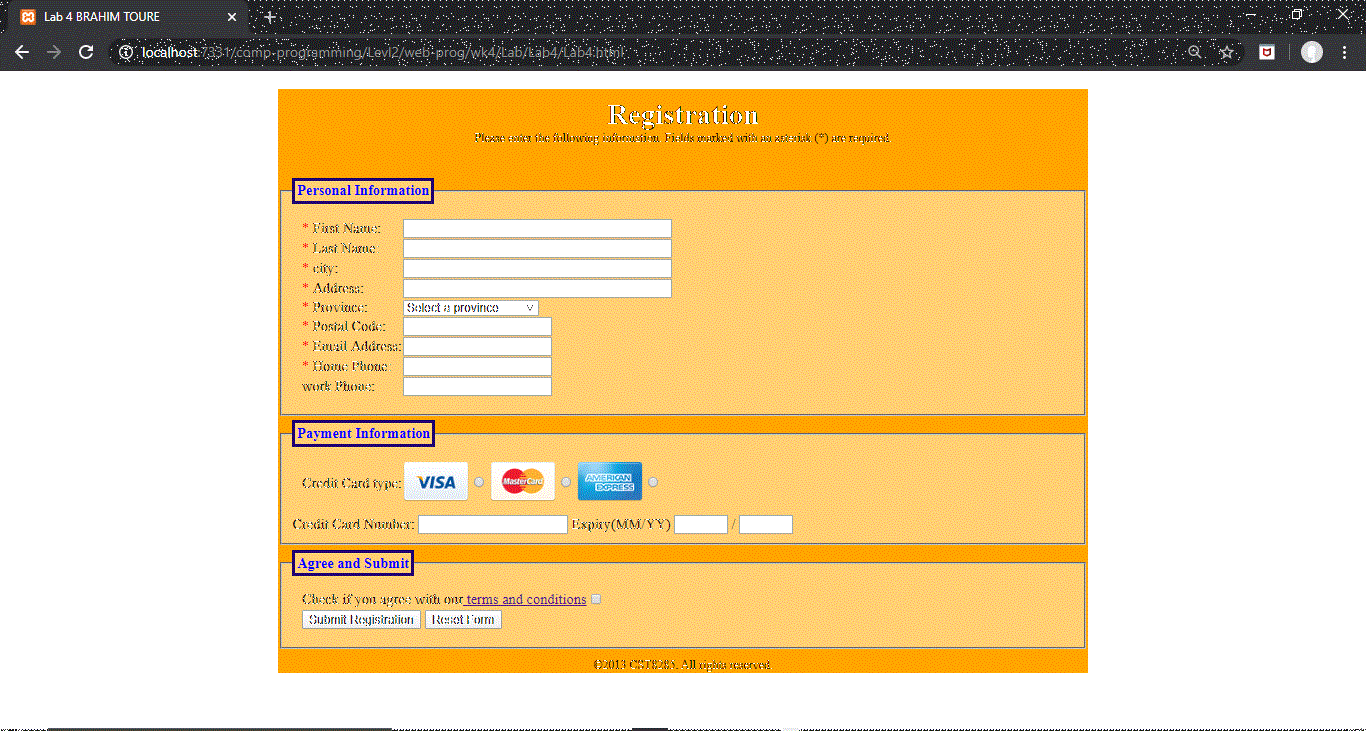 Lab 4 BRAHIM TOURE
localhost:7331/comp-programming/Levl2/web-prog/wk4/Lab/Lab4/Lab4.html
Registration
Please enter the following information. Fields marked with an asterisk (*) are required
Personal Information
* First Name:
* Last Name:
* city:
* Address:
* Province: Select a province
* Postal Code:
* Email Address:
* Home Phone
work Phone:
Payment Information
Credit Card type: VISA MasterCard AMERICAN EXPRESS
Credit Card Number: Expiry(MM/YY) /
Agree and Submit
Check if you agree with our terms and conditions
Submit Registration Reset Form
©2013 CST8285. All rights reserved